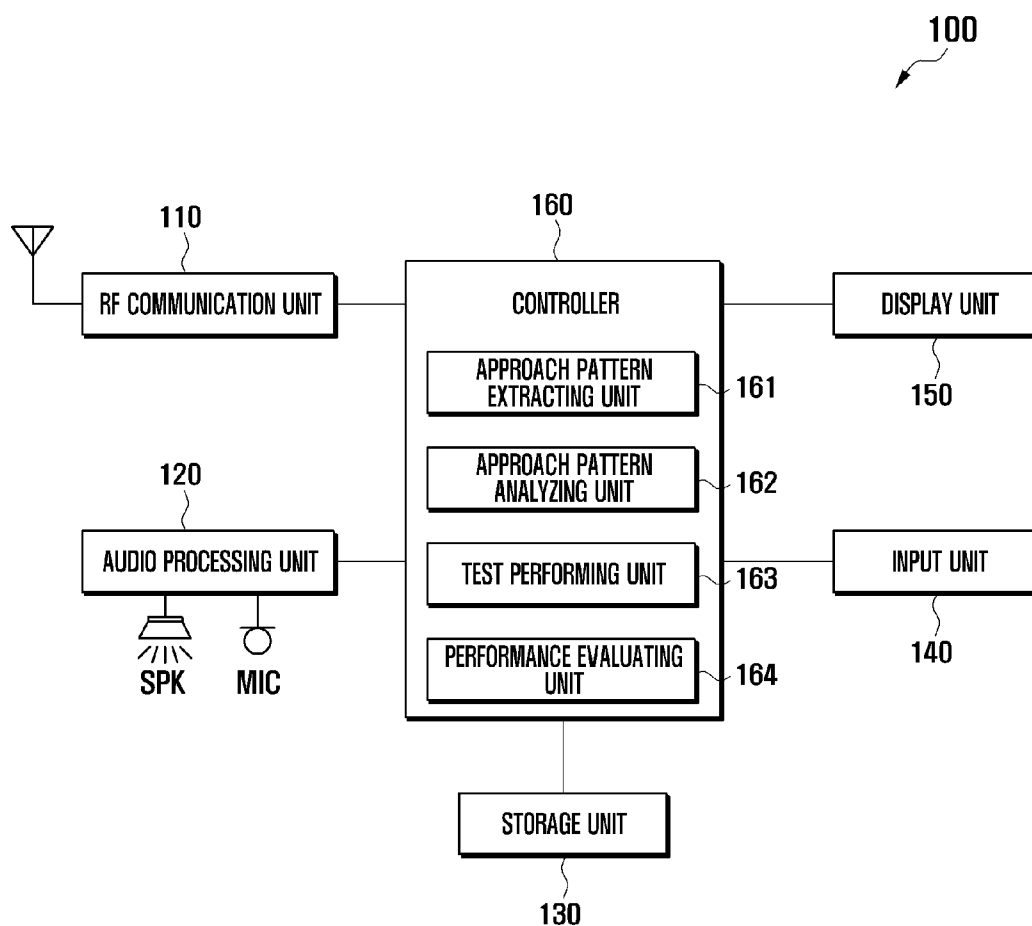 100
110
160
RF COMMUNICATION UNIT
CONTROLLER
DISPLAY UNIT
150
APPROACH PATTERN
EXTRACTING UNIT
161
APPROACH PATTERN
ANALYZING UNIT
162
120
AUDIO PROCESSING UNIT
TEST PERFORMING UNIT
163
INPUT UNIT
140
SPK
MIC
PERFORMANCE EVALUATING
UNIT
164
STORAGE UNIT
130